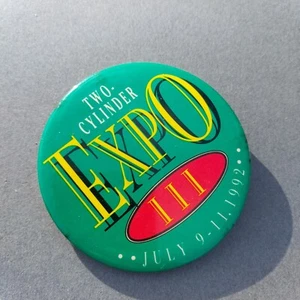 TWO-
CYLINDER
EXPO
III
••JULY 9-11, 1992••